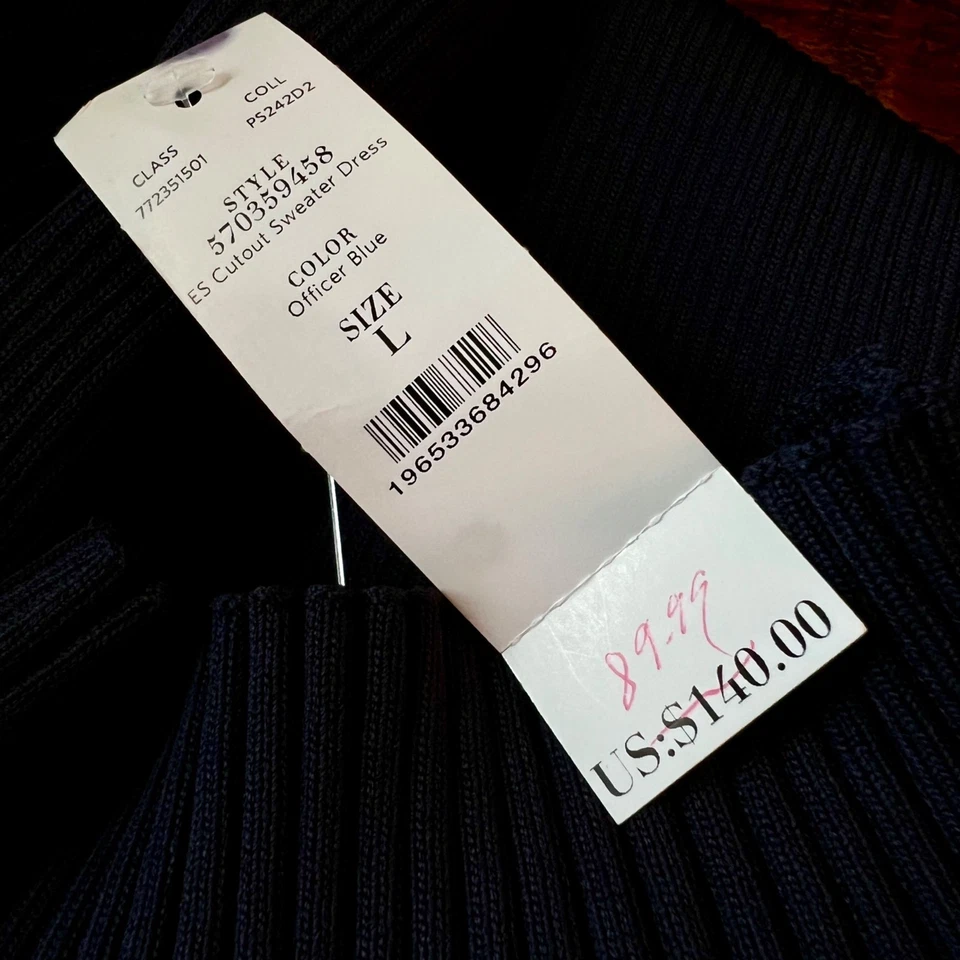 COLL
PS242D2
CLASS
772351501
STYLE
570359458
ES Cutout Sweater Dress
COLOR
Officer Blue
SIZE
L
196533684296
89.99
US:$140.00